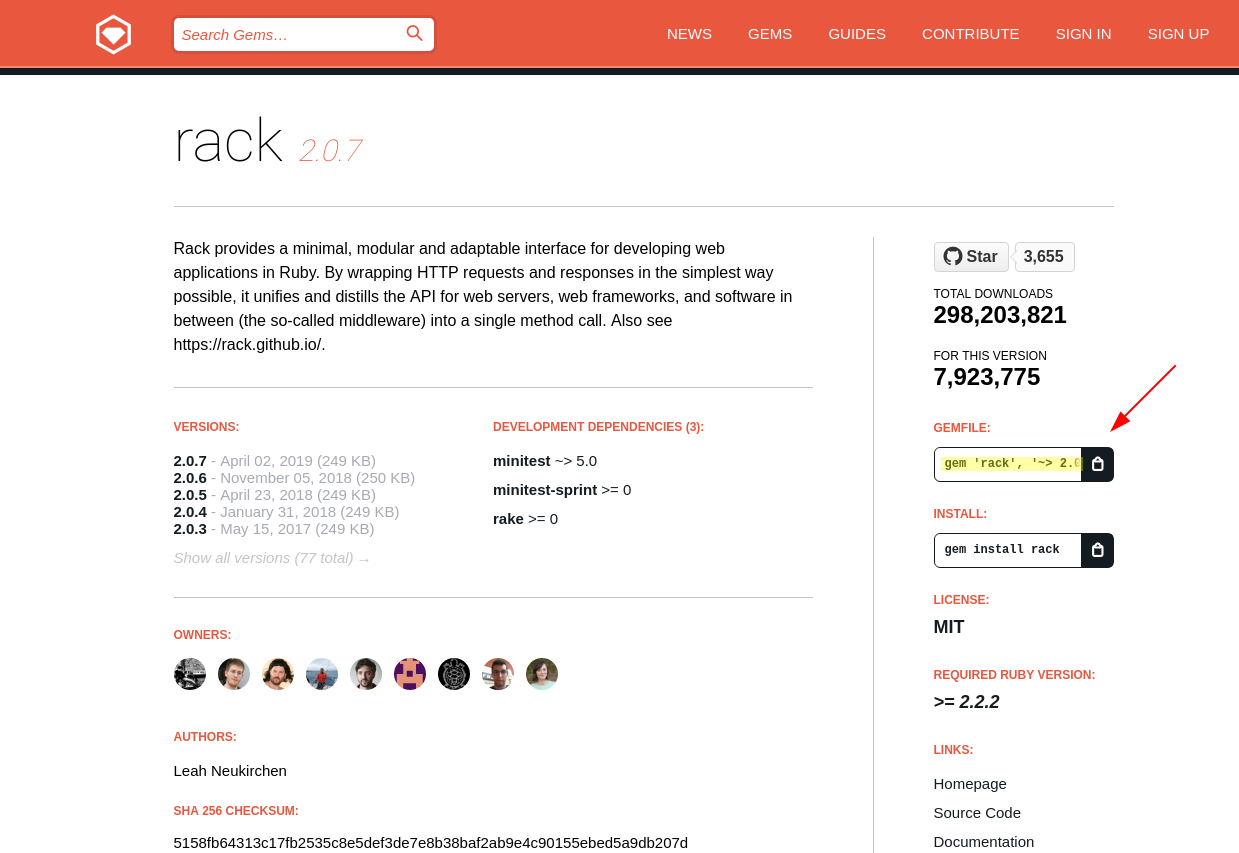 Search Gems…
NEWS
GEMS
GUIDES
CONTRIBUTE
SIGN IN
SIGN UP
rack 2.0.7
Rack provides a minimal, modular and adaptable interface for developing web
applications in Ruby. By wrapping HTTP requests and responses in the simplest way
possible, it unifies and distills the API for web servers, web frameworks, and software in
between (the so-called middleware) into a single method call. Also see
https://rack.github.io/.
VERSIONS:
2.0.7 - April 02, 2019 (249 KB)
2.0.6 - November 05, 2018 (250 KB)
2.0.5 - April 23, 2018 (249 KB)
2.0.4 - January 31, 2018 (249 KB)
2.0.3 - May 15, 2017 (249 KB)
Show all versions (77 total) →
DEVELOPMENT DEPENDENCIES (3):
minitest ~> 5.0
minitest-sprint >= 0
rake >= 0
OWNERS:
AUTHORS:
Leah Neukirchen
SHA 256 CHECKSUM:
5158fb64313c17fb2535c8e5def3de7e8b38baf2ab9e4c90155ebed5a9db207d
Star 3,655
TOTAL DOWNLOADS
298,203,821
FOR THIS VERSION
7,923,775
GEMFILE:
gem 'rack', '~> 2.0
INSTALL:
gem install rack
LICENSE:
MIT
REQUIRED RUBY VERSION:
>= 2.2.2
LINKS:
Homepage
Source Code
Documentation